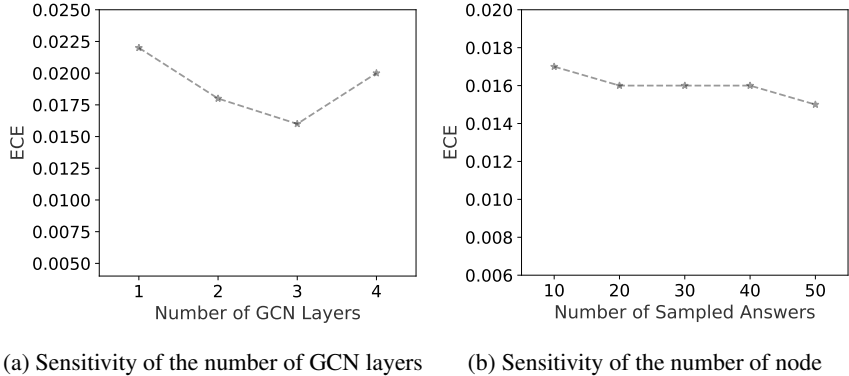 0.0250
0.0225
0.0200
0.0175
0.0150
0.0125
0.0100
0.0075
0.0050
ECE
1 2 3 4
Number of GCN Layers
(a) Sensitivity of the number of GCN layers
0.020
0.018
0.016
0.014
0.012
0.010
0.008
0.006
ECE
10 20 30 40 50
Number of Sampled Answers
(b) Sensitivity of the number of node